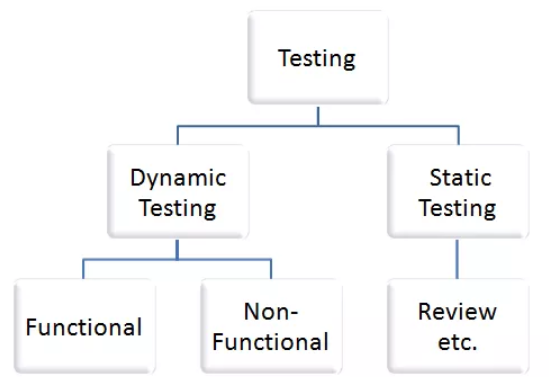 Testing
Dynamic
Testing
Static
Testing
Functional
Non-
Functional
Review
etc.